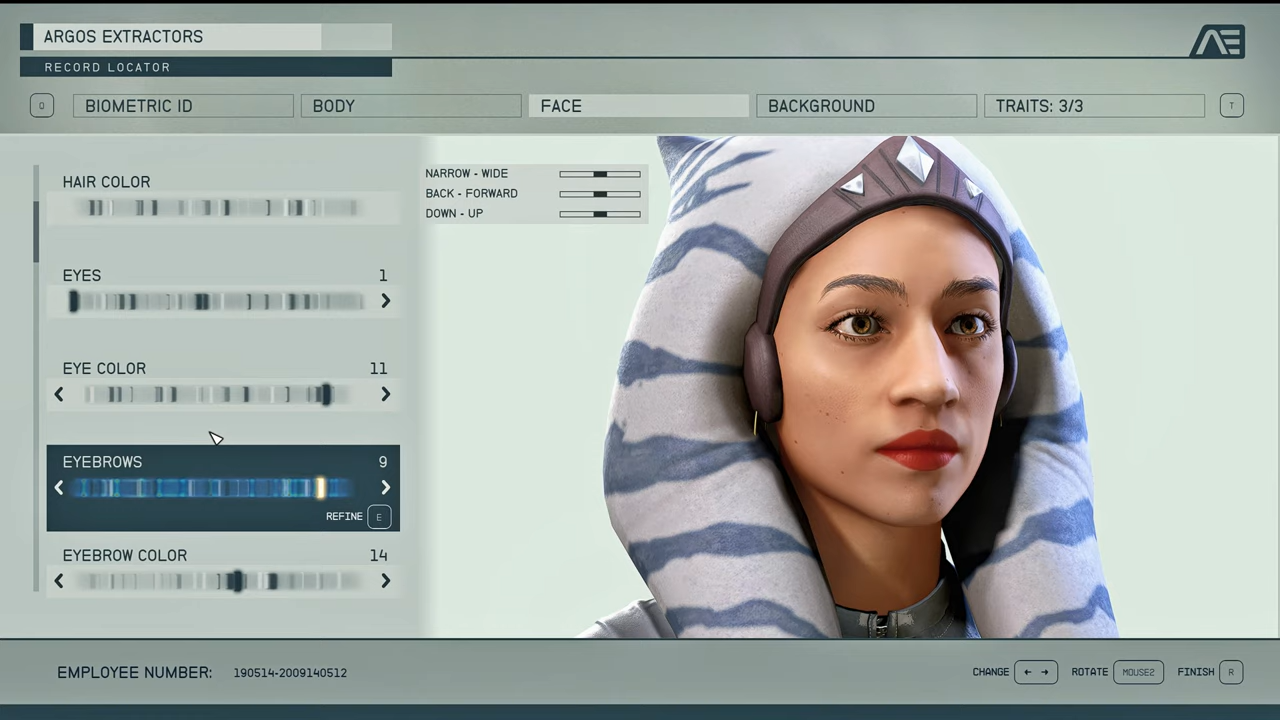 ARGOS EXTRACTORS
AE
RECORD LOCATOR
Q
BIOMETRIC ID
BODY
FACE
BACKGROUND
TRAITS: 3/3
T
HAIR COLOR
NARROW - WIDE
BACK - FORWARD
DOWN - UP
EYES 1
EYE COLOR 11
EYEBROWS 9
REFINE E
EYEBROW COLOR 14
EMPLOYEE NUMBER: 190514-2009140512
CHANGE ← →
ROTATE MOUSE2
FINISH R